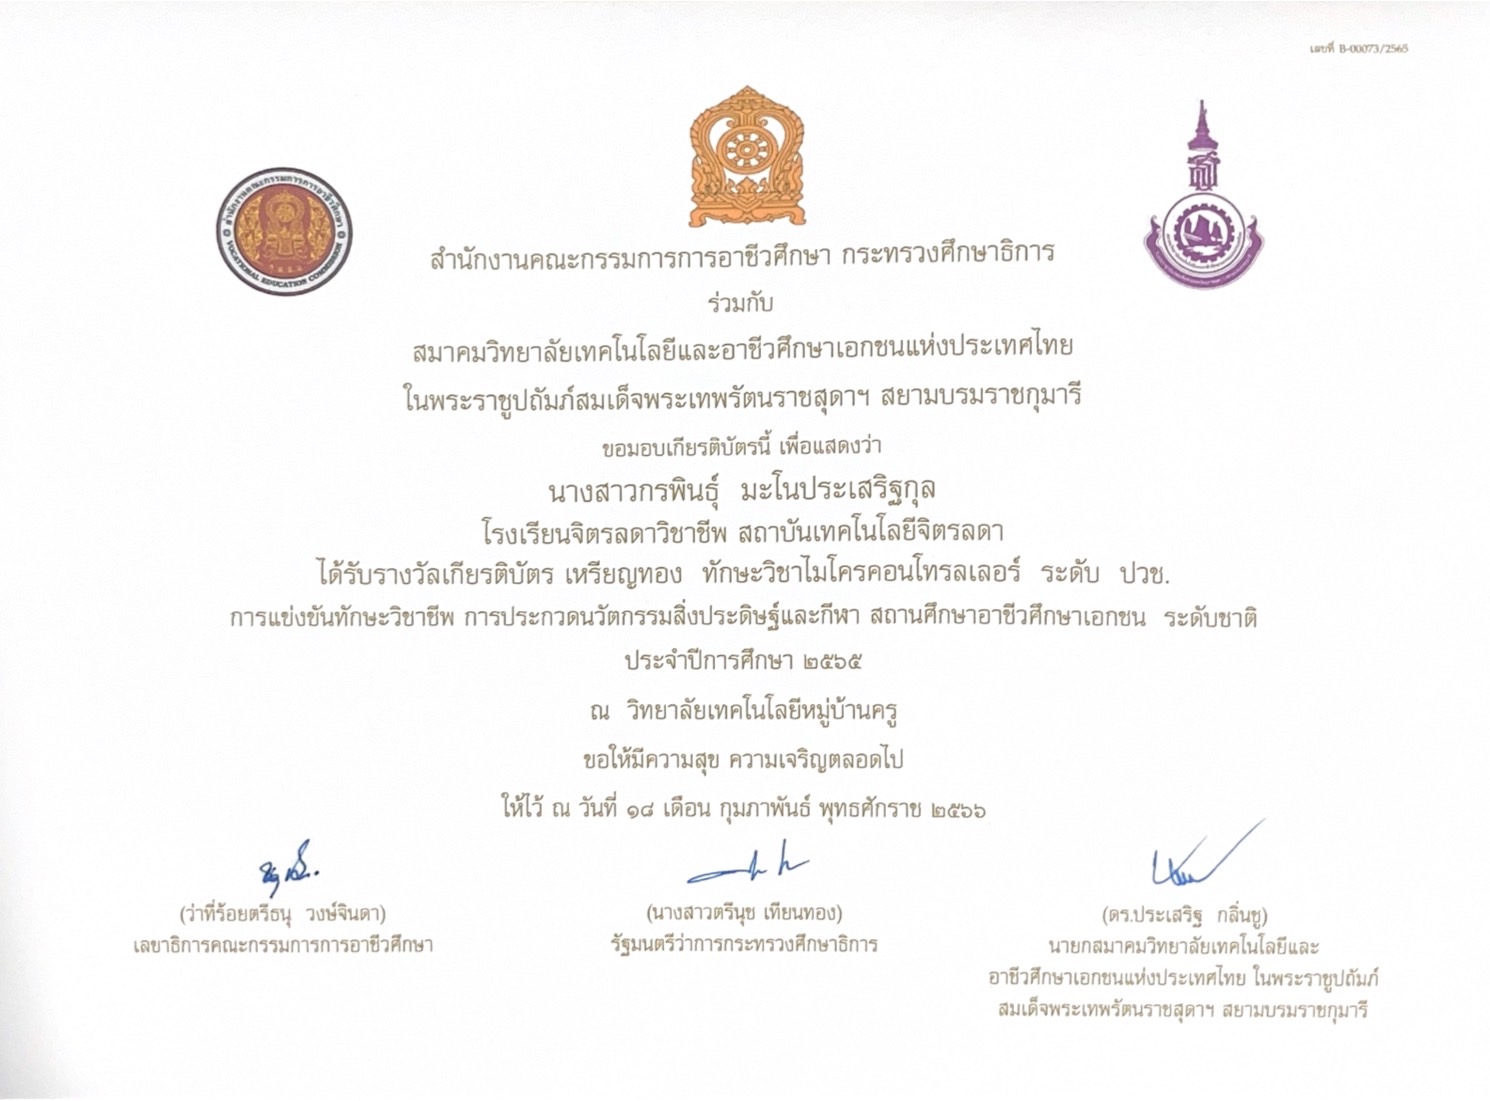 เลขที่ B-00073/2565
สำนักงานคณะกรรมการการอาชีวศึกษา
VOCATIONAL EDUCATION COMMISSION
สำนักงานคณะกรรมการการอาชีวศึกษา กระทรวงศึกษาธิการ
ร่วมกับ
สมาคมวิทยาลัยเทคโนโลยีและอาชีวศึกษาเอกชนแห่งประเทศไทย
ในพระราชูปถัมภ์สมเด็จพระเทพรัตนราชสุดาฯ สยามบรมราชกุมารี
ขอมอบเกียรติบัตรนี้ เพื่อแสดงว่า
นางสาวกรพินธุ์ มะโนประเสริฐกุล
โรงเรียนจิตรลดาวิชาชีพ สถาบันเทคโนโลยีจิตรลดา
ได้รับรางวัลเกียรติบัตร เหรียญทอง ทักษะวิชาไมโครคอนโทรลเลอร์ ระดับ ปวช.
การแข่งขันทักษะวิชาชีพ การประกวดนวัตกรรมสิ่งประดิษฐ์และกีฬา สถานศึกษาอาชีวศึกษาเอกชน ระดับชาติ
ประจำปีการศึกษา ๒๕๖๕
ณ วิทยาลัยเทคโนโลยีหมู่บ้านครู
ขอให้มีความสุข ความเจริญตลอดไป
ให้ไว้ ณ วันที่ ๑๘ เดือน กุมภาพันธ์ พุทธศักราช ๒๕๖๖
(ว่าที่ร้อยตรีธนุ วงษ์จินดา)
เลขาธิการคณะกรรมการการอาชีวศึกษา
(นางสาวตรีนุช เทียนทอง)
รัฐมนตรีว่าการกระทรวงศึกษาธิการ
(ดร.ประเสริฐ กลิ่นชู)
นายกสมาคมวิทยาลัยเทคโนโลยีและ
อาชีวศึกษาเอกชนแห่งประเทศไทย ในพระราชูปถัมภ์
สมเด็จพระเทพรัตนราชสุดาฯ สยามบรมราชกุมารี